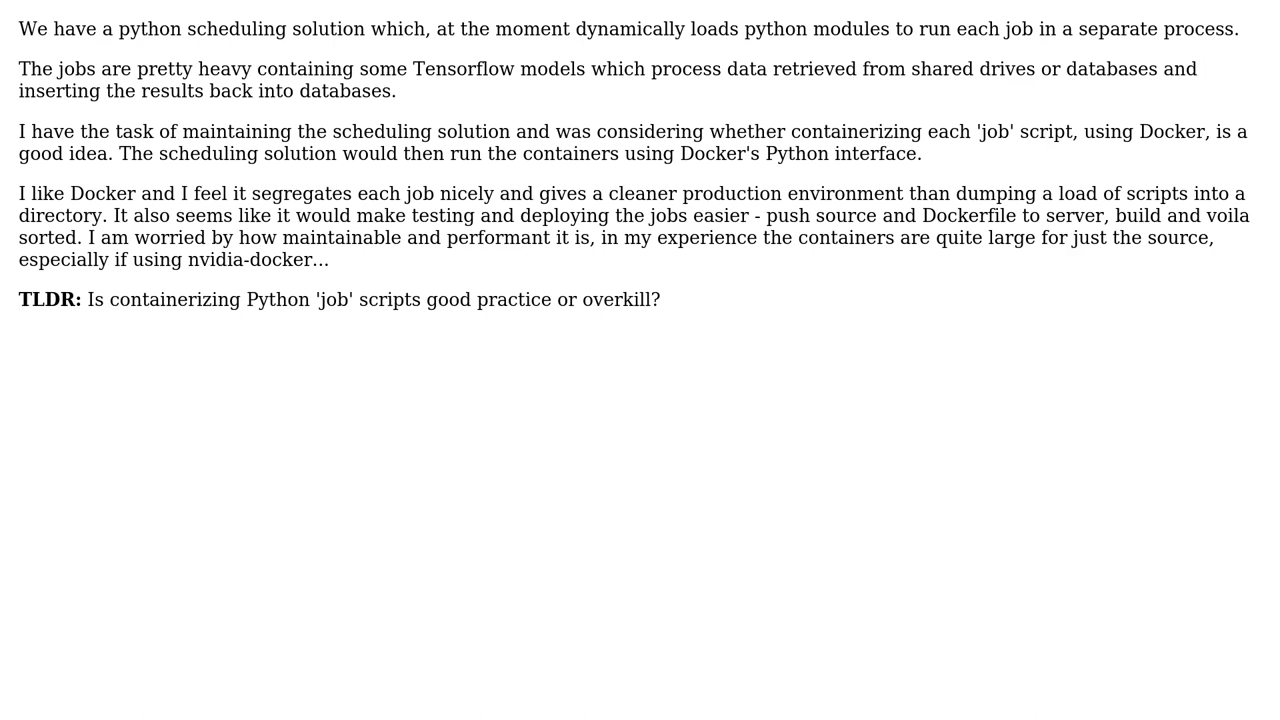 We have a python scheduling solution which, at the moment dynamically loads python modules to run each job in a separate process.
The jobs are pretty heavy containing some Tensorflow models which process data retrieved from shared drives or databases and
inserting the results back into databases.
I have the task of maintaining the scheduling solution and was considering whether containerizing each 'job' script, using Docker, is a
good idea. The scheduling solution would then run the containers using Docker's Python interface.
I like Docker and I feel it segregates each job nicely and gives a cleaner production environment than dumping a load of scripts into a
directory. It also seems like it would make testing and deploying the jobs easier - push source and Dockerfile to server, build and voila
sorted. I am worried by how maintainable and performant it is, in my experience the containers are quite large for just the source,
especially if using nvidia-docker...
TLDR: Is containerizing Python 'job' scripts good practice or overkill?